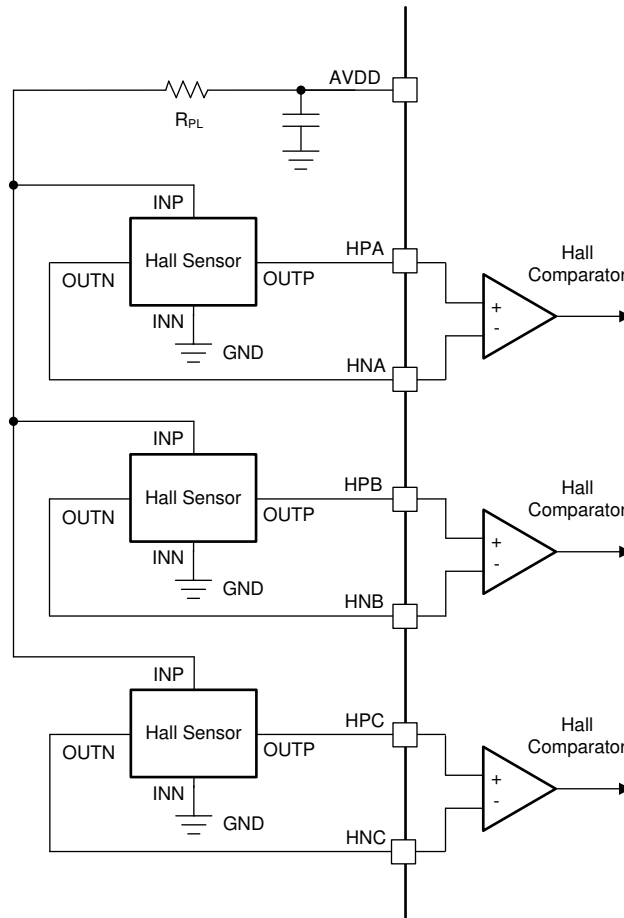 AVDD
RPL
INP
Hall Sensor
OUTN
OUTP
INN
GND
HPA
HNA
+
-
Hall
Comparator
INP
Hall Sensor
OUTN
OUTP
INN
GND
HPB
HNB
+
-
Hall
Comparator
INP
Hall Sensor
OUTN
OUTP
INN
GND
HPC
HNC
+
-
Hall
Comparator